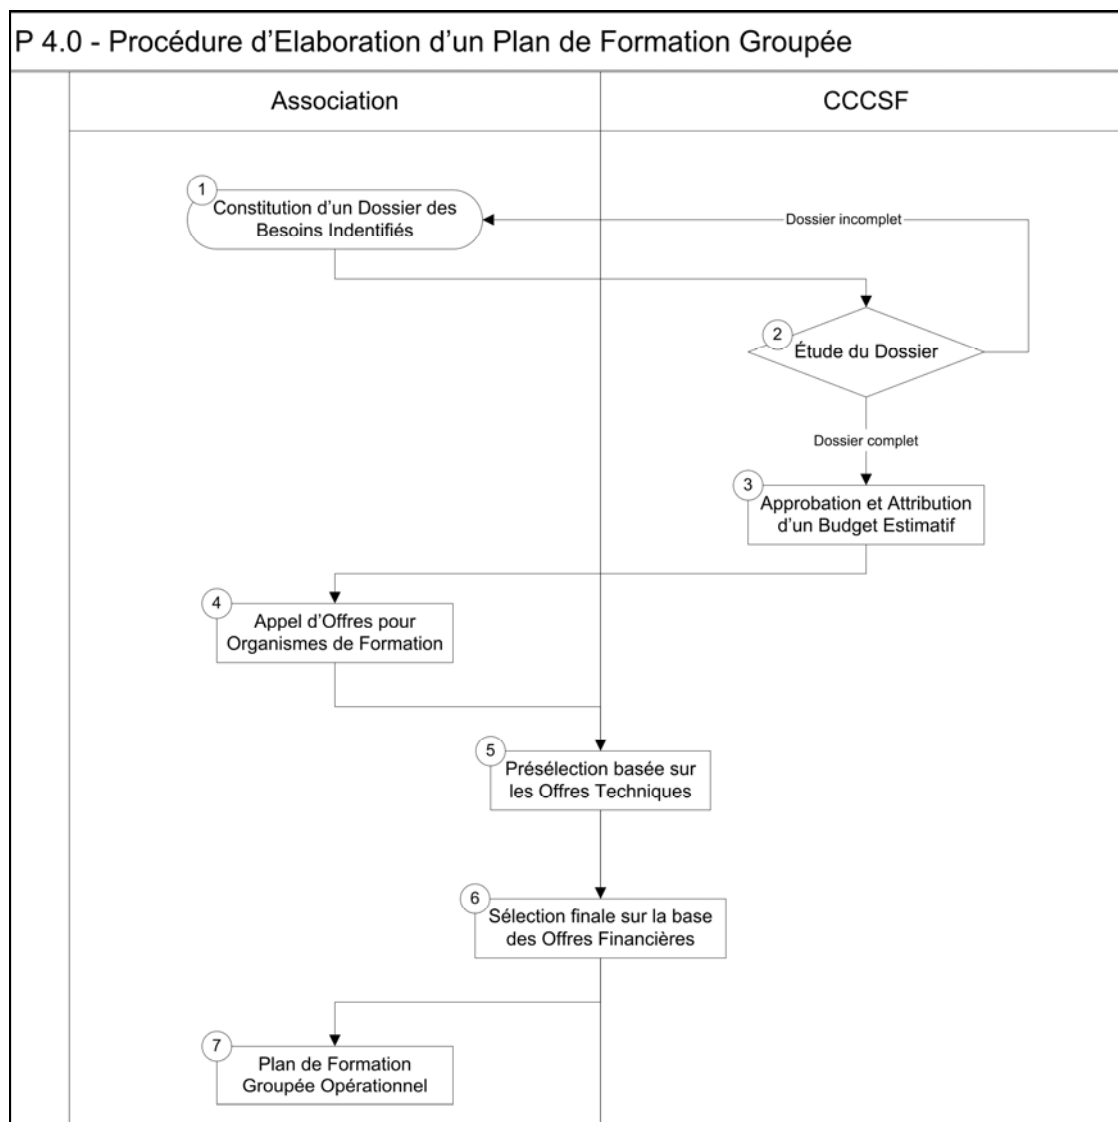 P 4.0 - Procédure d’Elaboration d’un Plan de Formation Groupée
Association
CCCSF
1
Constitution d’un Dossier des
Besoins Indentifiés
Dossier incomplet
2
Étude du Dossier
Dossier complet
3
Approbation et Attribution
d’un Budget Estimatif
4
Appel d’Offres pour
Organismes de Formation
5
Présélection basée sur
les Offres Techniques
6
Sélection finale sur la base
des Offres Financières
7
Plan de Formation
Groupée Opérationnel